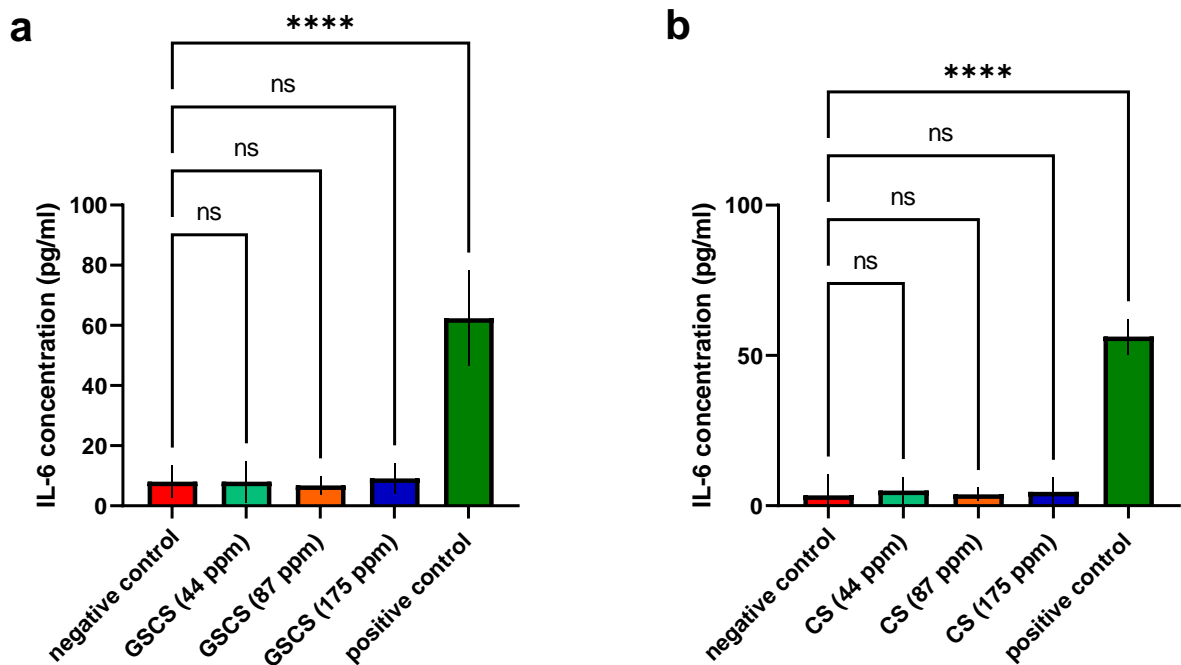 a
****
ns
ns
ns
IL-6 concentration (pg/ml)
100
80
60
40
20
0
negative control
GSCS (44 ppm)
GSCS (87 ppm)
GSCS (175 ppm)
positive control
b
****
ns
ns
ns
IL-6 concentration (pg/ml)
100
50
0
negative control
CS (44 ppm)
CS (87 ppm)
CS (175 ppm)
positive control